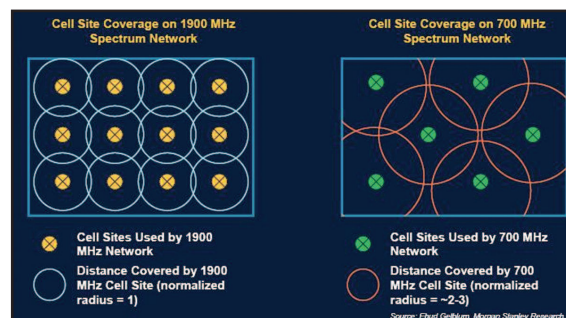 Cell Site Coverage on 1900 MHz
Spectrum Network
Cell Site Coverage on 700 MHz
Spectrum Network
Cell Sites Used by 1900
MHz Network
Distance Covered by 1900
MHz Cell Site (normalized
radius = 1)
Cell Sites Used by 700 MHz
Network
Distance Covered by 700
MHz Cell Site (normalized
radius = ~2-3)
Source: Ehud Gelblum, Morgan Stanley Research